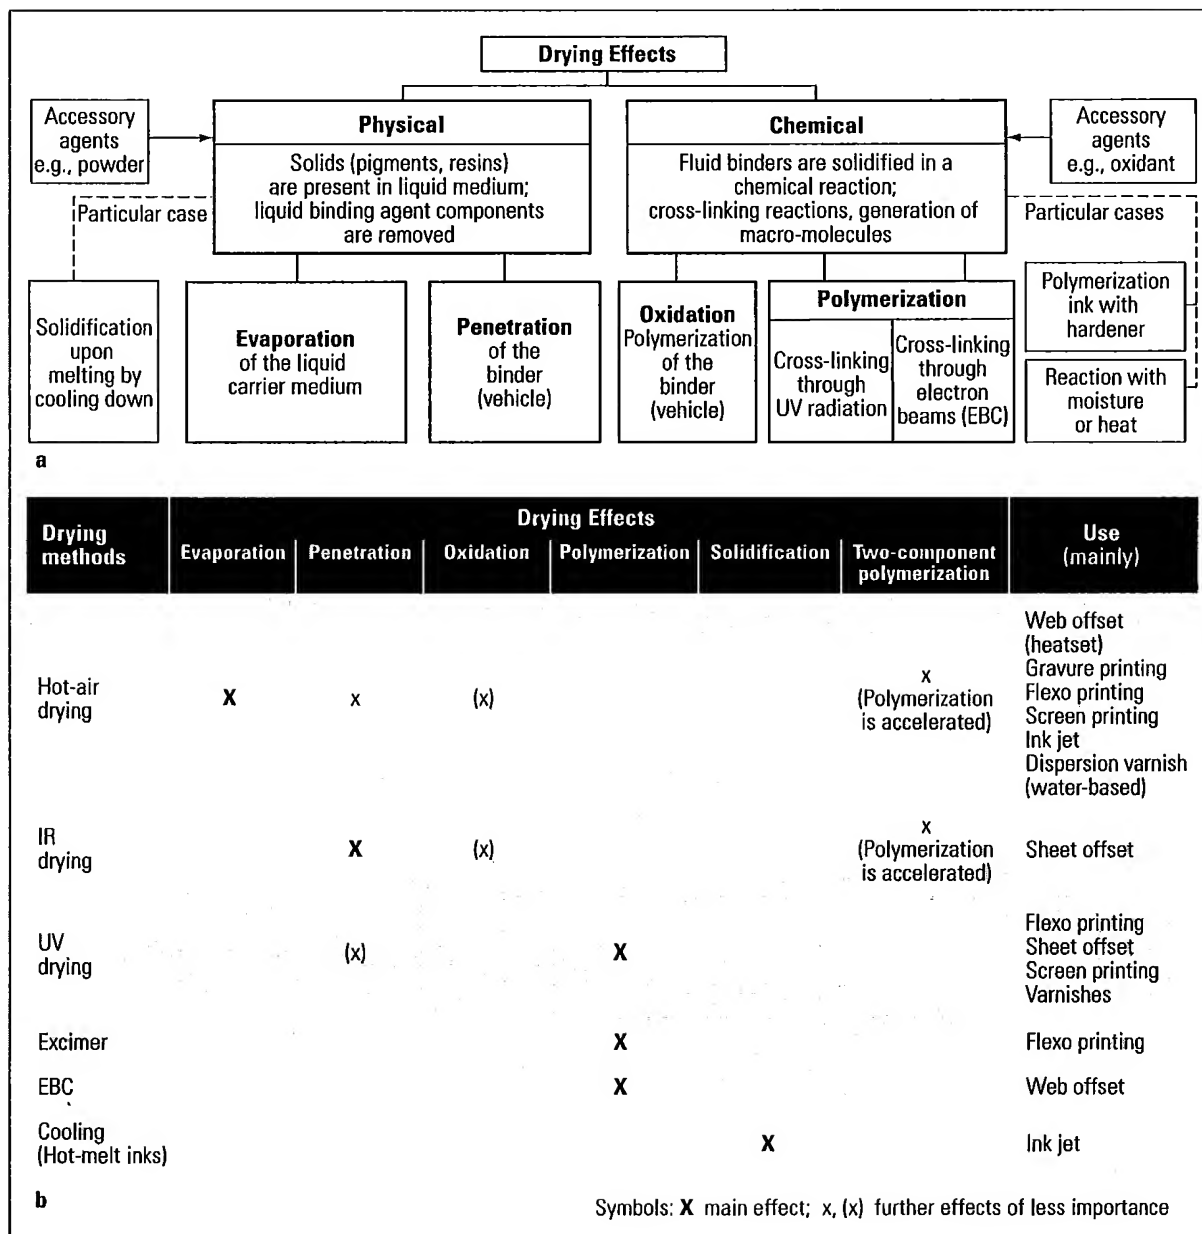 Drying Effects
Accessory
agents
e.g., powder
Physical
Solids (pigments, resins)
are present in liquid medium;
liquid binding agent components
are removed
Chemical
Fluid binders are solidified in a
chemical reaction;
cross-linking reactions, generation of
macro-molecules
Accessory
agents
e.g., oxidant
Particular case
Particular cases
Solidification
upon
melting by
cooling down
Evaporation
of the liquid
carrier medium
Penetration
of the
binder
(vehicle)
Oxidation
Polymerization
of the
binder
(vehicle)
Polymerization
Cross-linking
through
UV radiation
Cross-linking
through
electron
beams (EBC)
Polymerization
ink with
hardener
Reaction with
moisture
or heat
a
Drying
methods
Drying Effects
Evaporation
Penetration
Oxidation
Polymerization
Solidification
Two-component
polymerization
Use
(mainly)
Hot-air
drying
X
x
(x)
x
(Polymerization
is accelerated)
Web offset
(heatset)
Gravure printing
Flexo printing
Screen printing
Ink jet
Dispersion varnish
(water-based)
IR
drying
X
(x)
x
(Polymerization
is accelerated)
Sheet offset
UV
drying
(x)
X
Flexo printing
Sheet offset
Screen printing
Varnishes
Excimer
X
Flexo printing
EBC
X
Web offset
Cooling
(Hot-melt inks)
X
Ink jet
b
Symbols: X main effect; x, (x) further effects of less importance